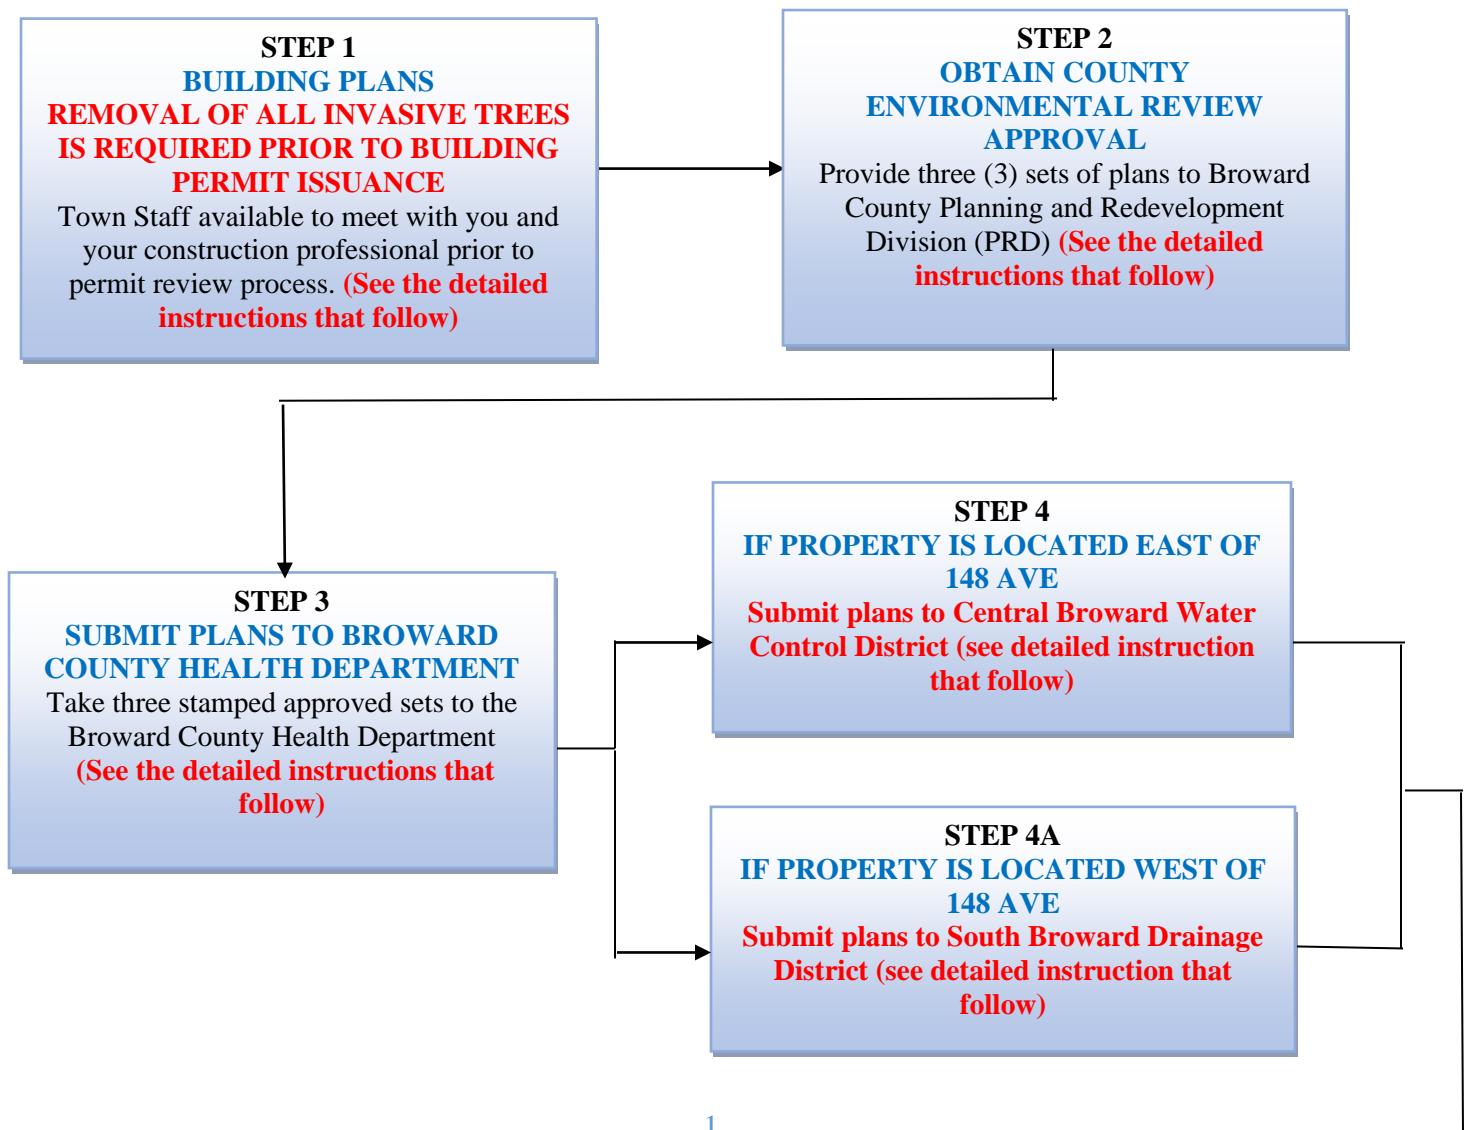 STEP 1
BUILDING PLANS
REMOVAL OF ALL INVASIVE TREES
IS REQUIRED PRIOR TO BUILDING
PERMIT ISSUANCE
Town Staff available to meet with you and
your construction professional prior to
permit review process. (See the detailed
instructions that follow)
STEP 2
OBTAIN COUNTY
ENVIRONMENTAL REVIEW
APPROVAL
Provide three (3) sets of plans to Broward
County Planning and Redevelopment
Division (PRD) (See the detailed
instructions that follow)
STEP 3
SUBMIT PLANS TO BROWARD
COUNTY HEALTH DEPARTMENT
Take three stamped approved sets to the
Broward County Health Department
(See the detailed instructions that
follow)
STEP 4
IF PROPERTY IS LOCATED EAST OF
148 AVE
Submit plans to Central Broward Water
Control District (see detailed instruction
that follow)
STEP 4A
IF PROPERTY IS LOCATED WEST OF
148 AVE
Submit plans to South Broward Drainage
District (see detailed instruction that
follow)
1